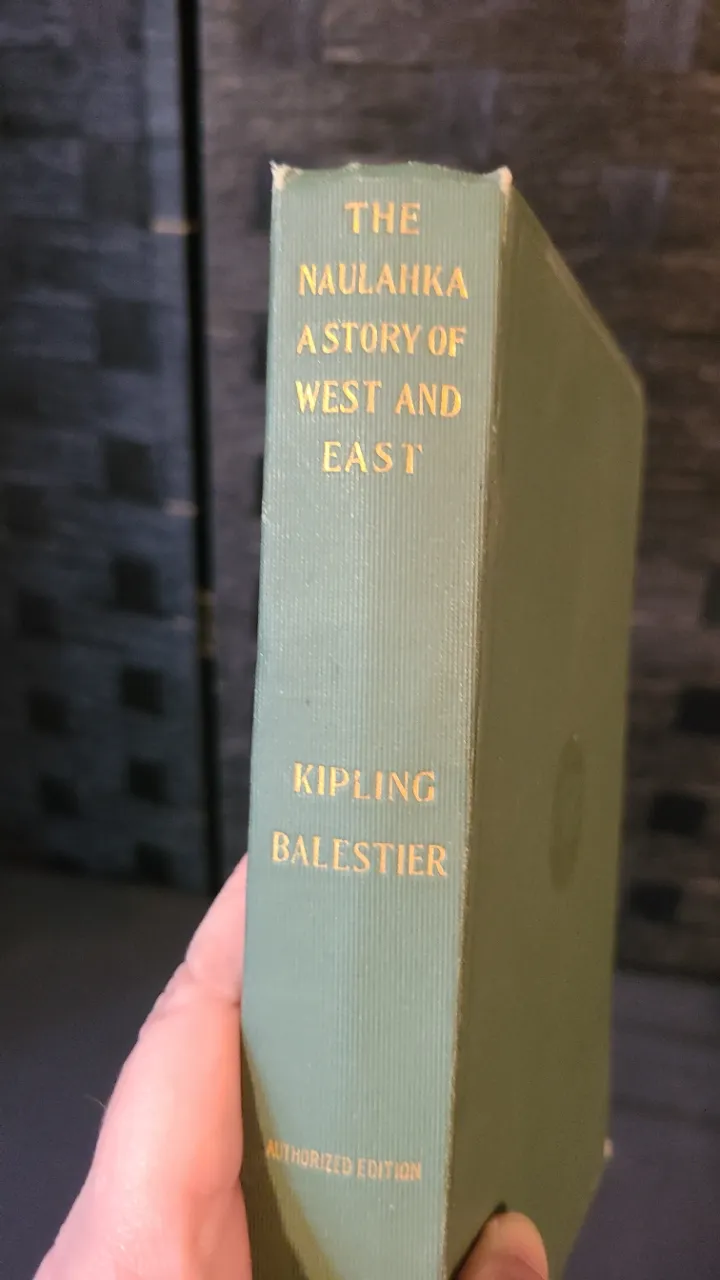 THE
NAULAHKA
A STORY OF
WEST AND
EAST
KIPLING
BALESTIER
AUTHORIZED EDITION